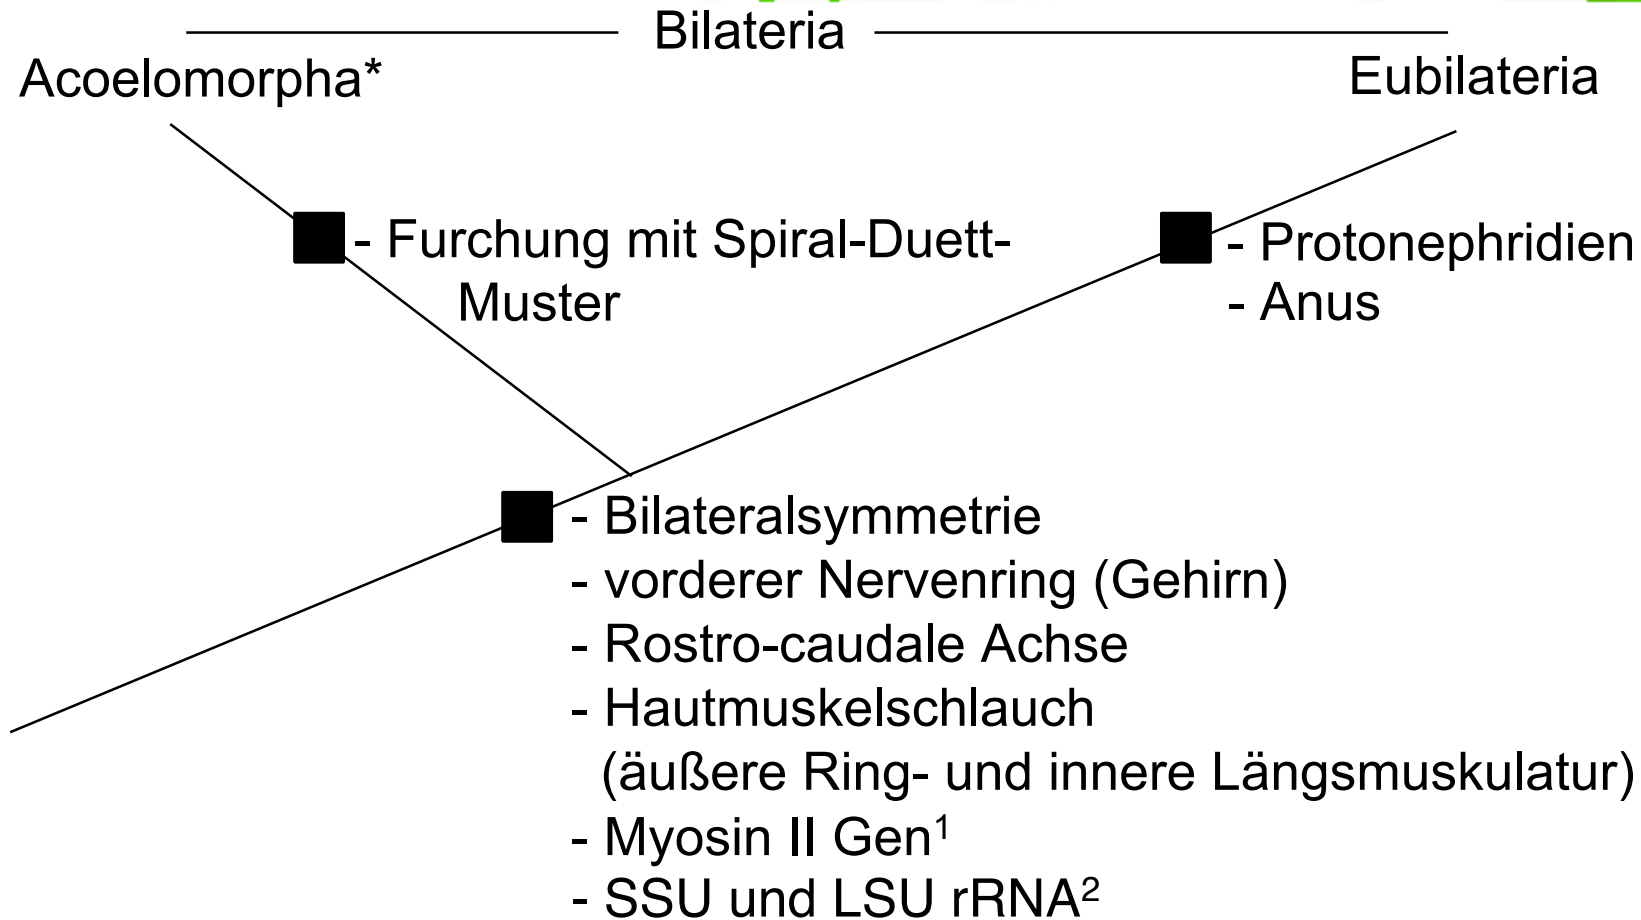 Bilateria
Acoelomorpha*
Eubilateria
- Furchung mit Spiral-Duett-
Muster
- Protonephridien
- Anus
- Bilateralsymmetrie
- vorderer Nervenring (Gehirn)
- Rostro-caudale Achse
- Hautmuskelschlauch
(äußere Ring- und innere Längsmuskulatur)
- Myosin II Gen¹
- SSU und LSU rRNA²